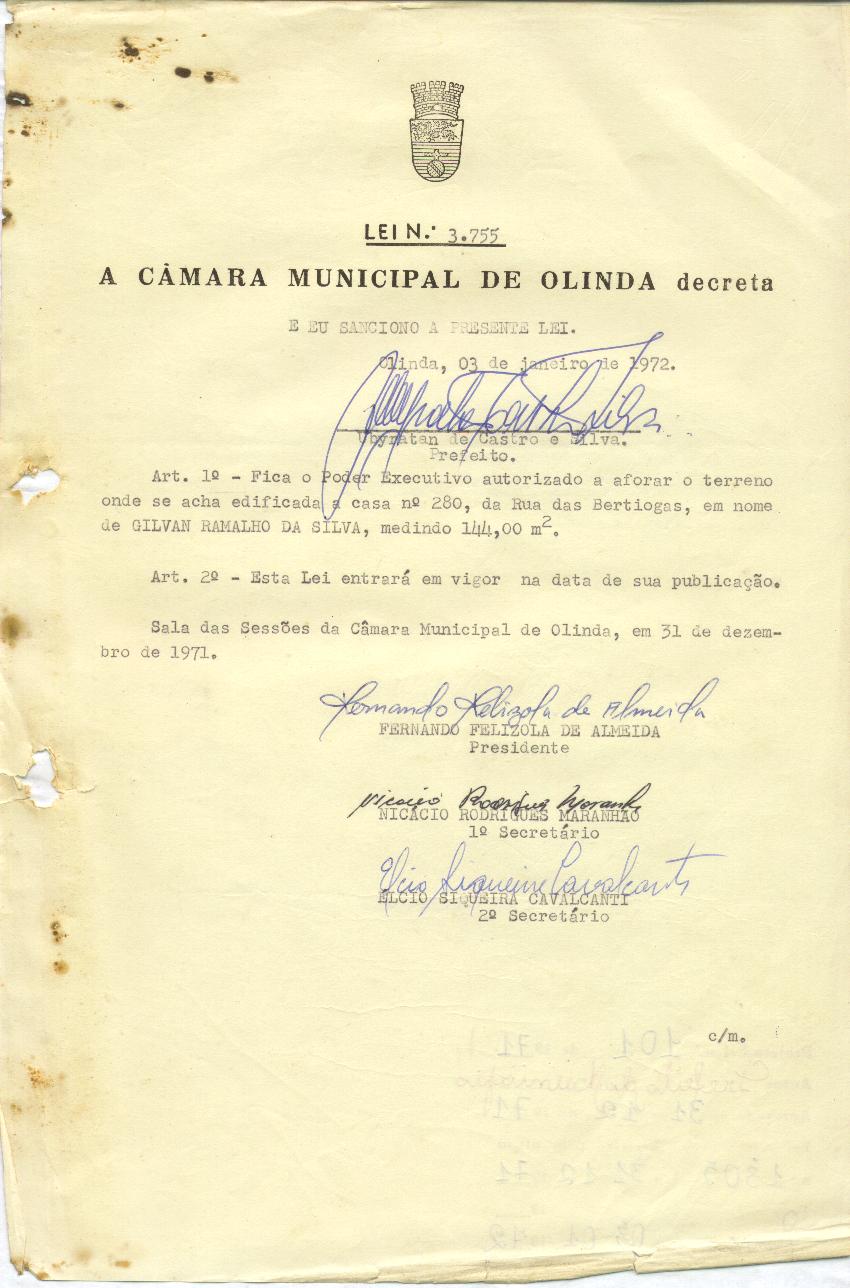 LEI N.º 3.755
A CÂMARA MUNICIPAL DE OLINDA decreta
E EU SANCIONO A PRESENTE LEI.
Olinda, 03 de janeiro de 1972.
Ubyratan de Castro e Silva.
Prefeito.
Art. 1º - Fica o Poder Executivo autorizado a aforar o terreno
onde se acha edificada a casa nº 280, da Rua das Bertiogas, em nome
de GILVAN RAMALHO DA SILVA, medindo 144,00 m².
Art. 2º - Esta Lei entrará em vigor na data de sua publicação.
Sala das Sessões da Câmara Municipal de Olinda, em 31 de dezem-
bro de 1971.
Fernando Felizola de Almeida
FERNANDO FELIZOLA DE ALMEIDA
Presidente
Nicácio Rodrigues Maranhão
NICÁCIO RODRIGUES MARANHÃO
1º Secretário
Elcio Siqueira Cavalcanti
ELCIO SIQUEIRA CAVALCANTI
2º Secretário
c/m.